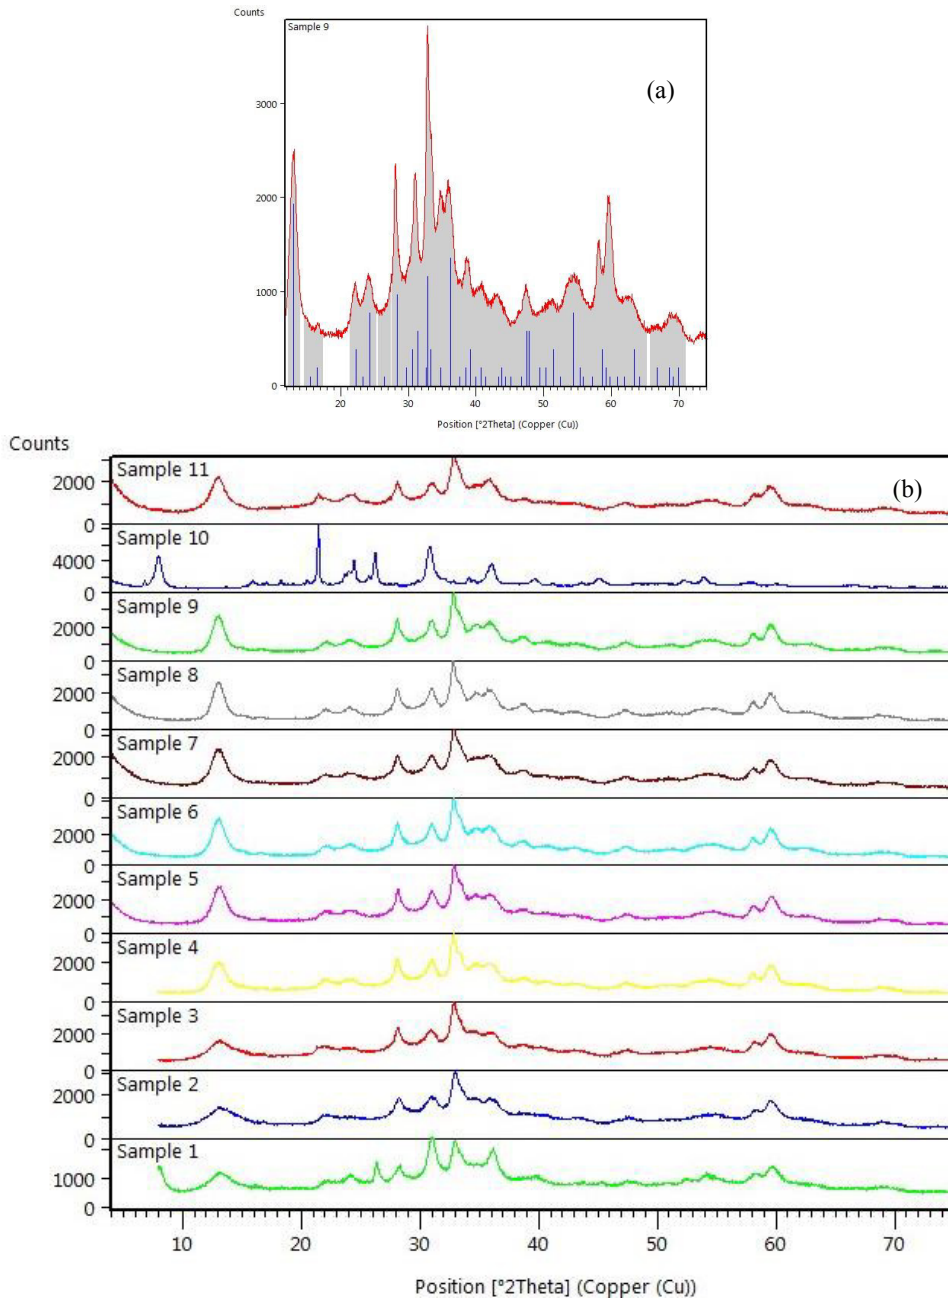 Counts
Sample 9
(a)
3000
2000
1000
0
20 30 40 50 60 70
Position [°2Theta] (Copper (Cu))
Counts
(b)
Sample 11
2000
0
Sample 10
4000
0
Sample 9
2000
0
Sample 8
2000
0
Sample 7
2000
0
Sample 6
2000
0
Sample 5
2000
0
Sample 4
2000
0
Sample 3
2000
0
Sample 2
2000
0
Sample 1
1000
0
10 20 30 40 50 60 70
Position [°2Theta] (Copper (Cu))